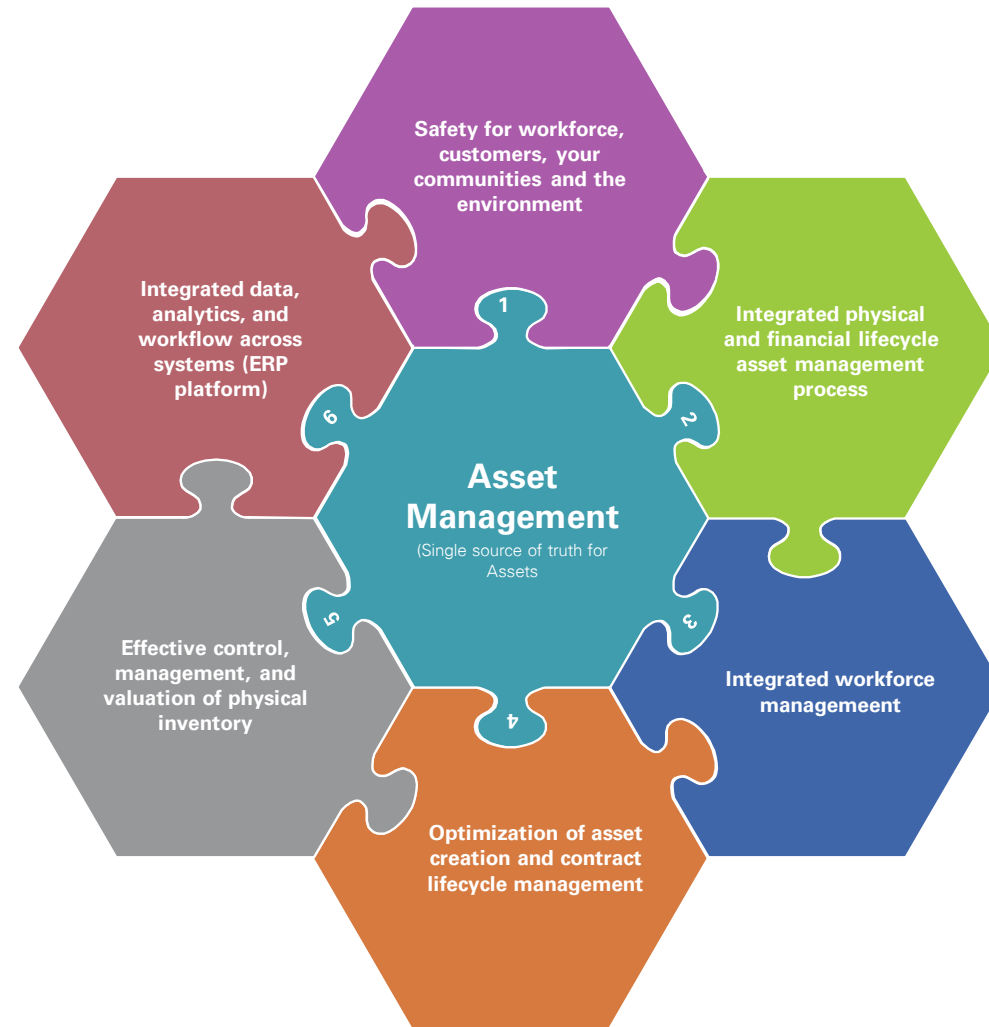 Safety for workforce,
customers, your
communities and the
environment
1
Integrated data,
analytics, and
workflow across
systems (ERP
platform)
Integrated physical
and financial lifecycle
asset management
process
6
2
Asset
Management
(Single source of truth for
Assets
5
3
Effective control,
management, and
valuation of physical
inventory
Integrated workforce
managemeent
4
Optimization of asset
creation and contract
lifecycle management